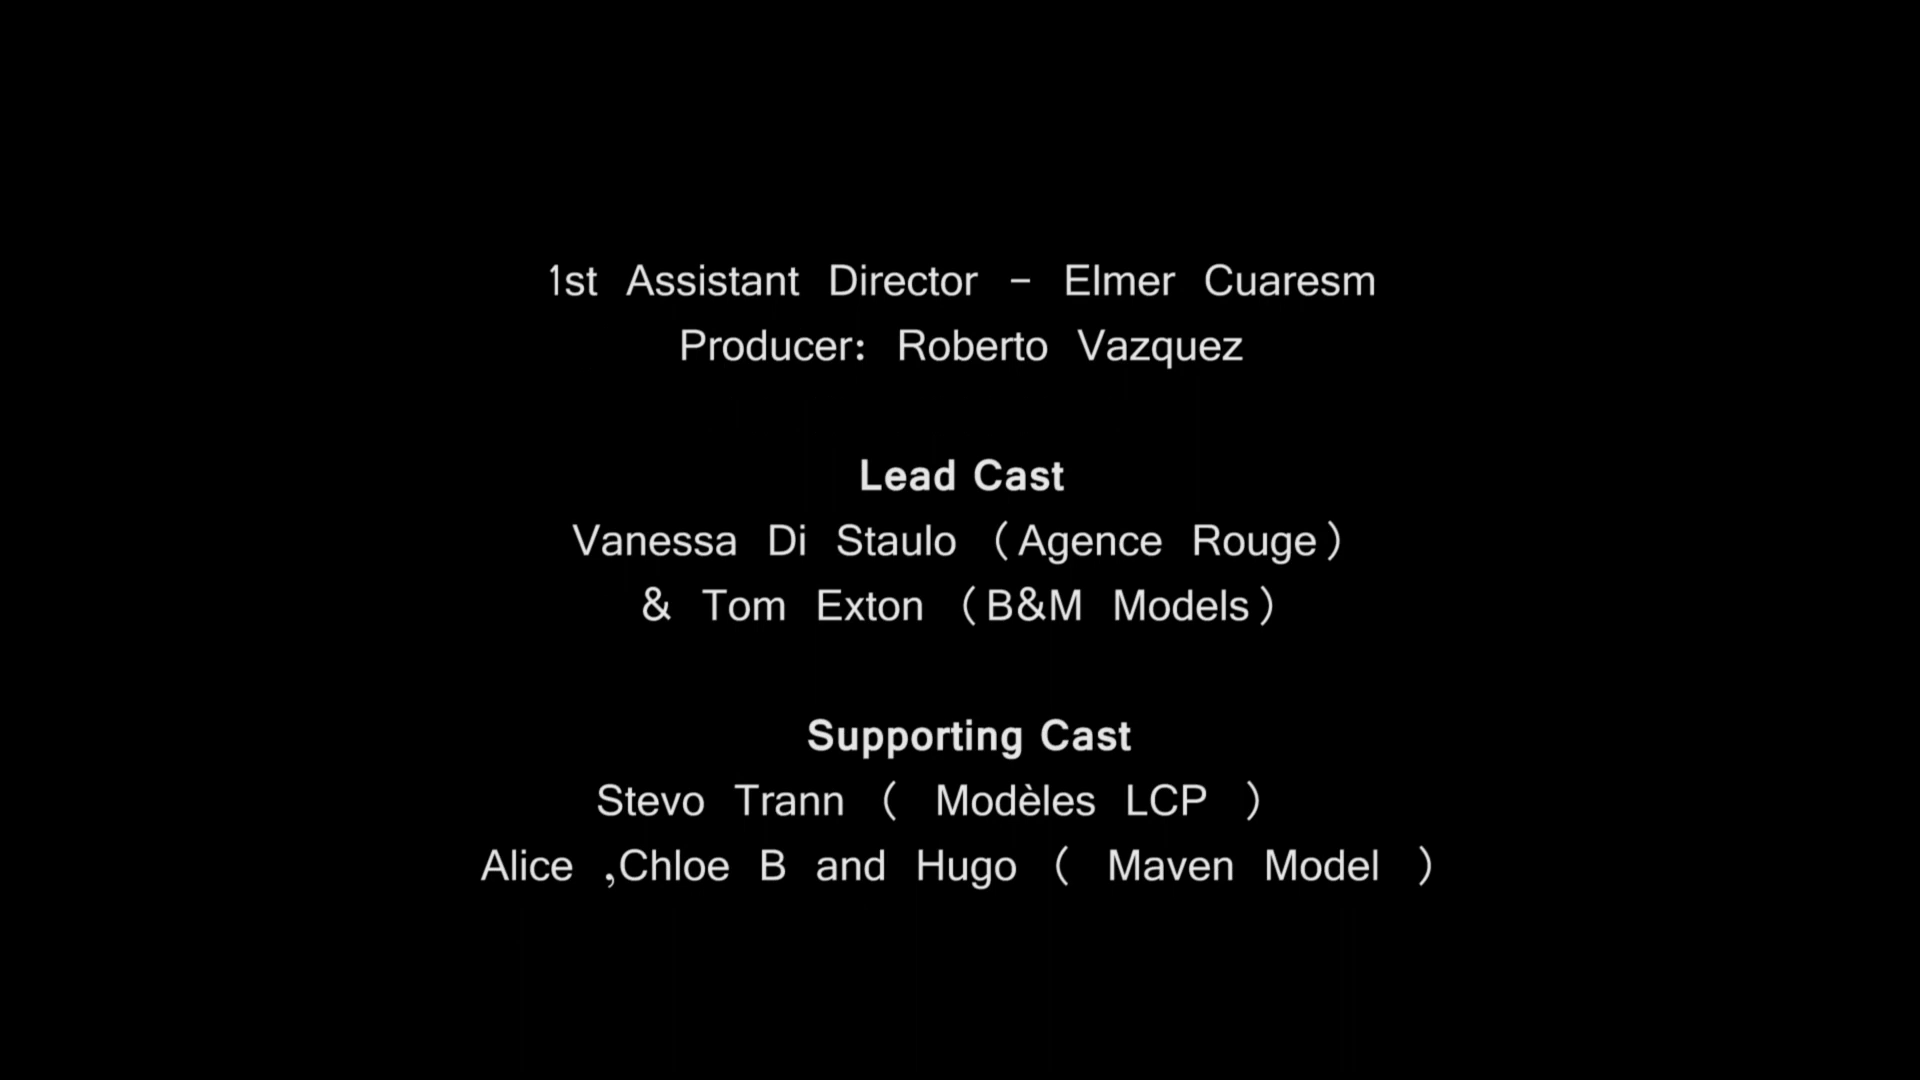 1st Assistant Director - Elmer Cuaresm
Producer: Roberto Vazquez
Lead Cast
Vanessa Di Staulo (Agence Rouge)
& Tom Exton (B&M Models)
Supporting Cast
Stevo Trann ( Modèles LCP )
Alice ,Chloe B and Hugo ( Maven Model )